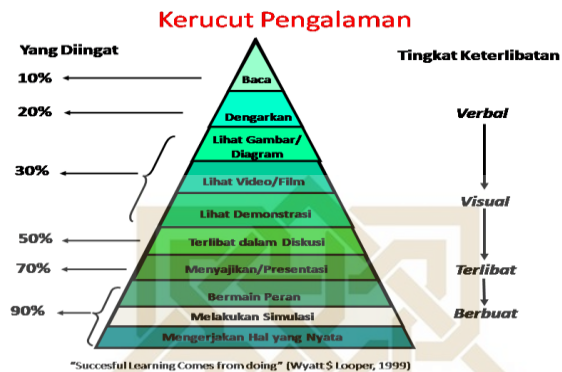 Kerucut Pengalaman
Yang Diingat
Tingkat Keterlibatan
10%
Baca
20%
Dengarkan
Verbal
Lihat Gambar/
Diagram
30%
Lihat Video/Film
Visual
Lihat Demonstrasi
50%
Terlibat dalam Diskusi
70%
Menyajikan/Presentasi
Terlibat
90%
Bermain Peran
Berbuat
Melakukan Simulasi
Mengerjakan Hal yang Nyata
“Succesful Learning Comes from doing” (Wyatt $ Looper, 1999)